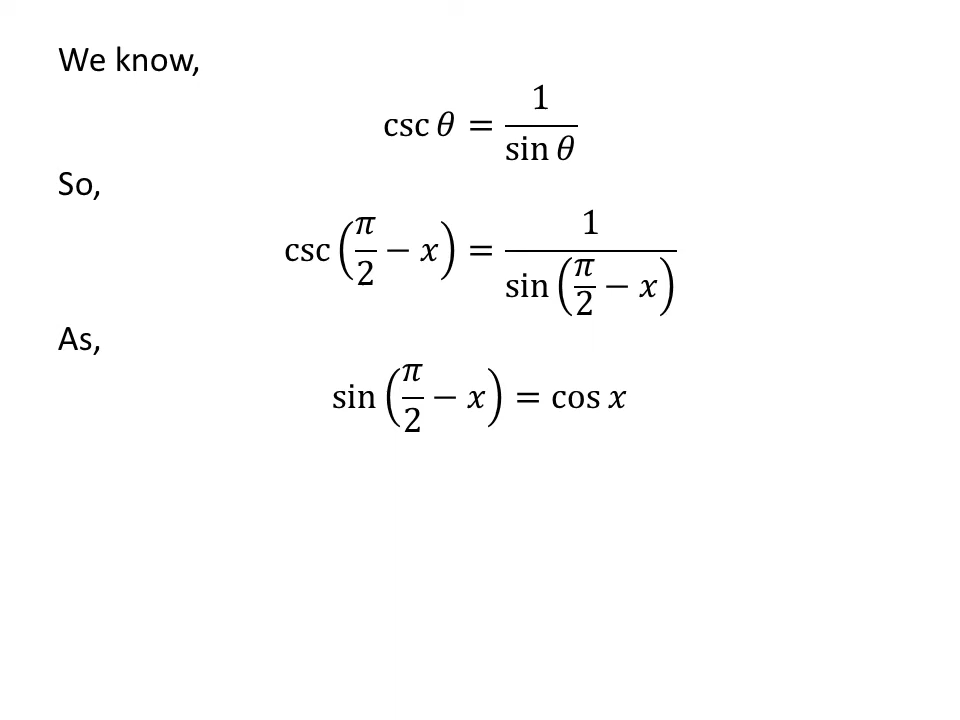 We know,
csc θ = 1/sin θ
So,
csc(π/2 − x) = 1/sin(π/2 − x)
As,
sin(π/2 − x) = cos x